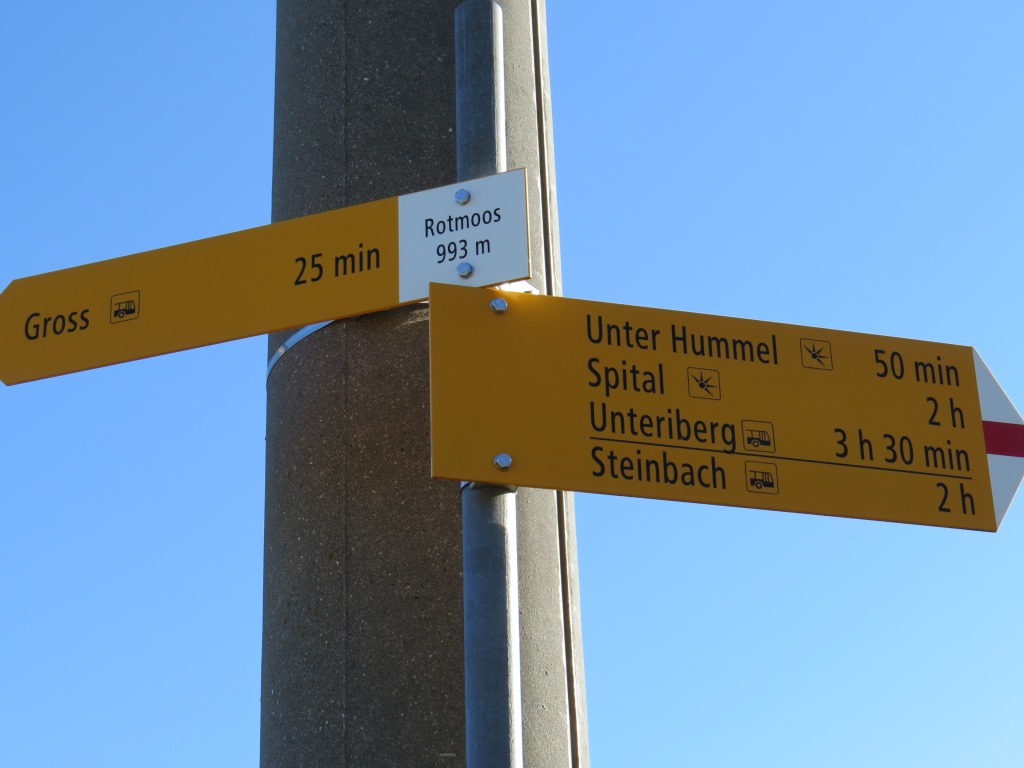 Rotmoos
993 m
Gross 25 min
Unter Hummel 50 min
Spital 2 h
Unteriberg 3 h 30 min
Steinbach 2 h